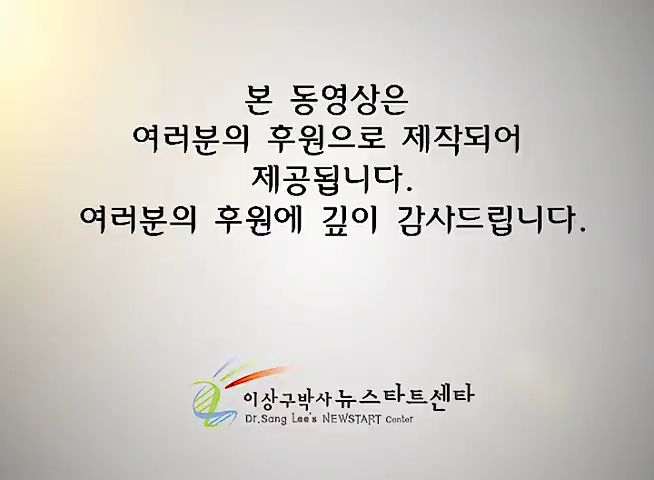 본 동영상은
여러분의 후원으로 제작되어
제공됩니다.
여러분의 후원에 깊이 감사드립니다.
이상구박사 뉴스타트센타
Dr.Sang Lee's NEWSTART Center